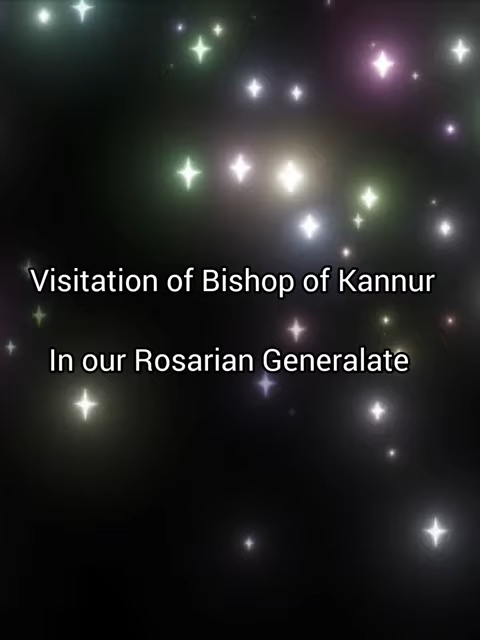 Visitation of Bishop of Kannur
In our Rosarian Generalate